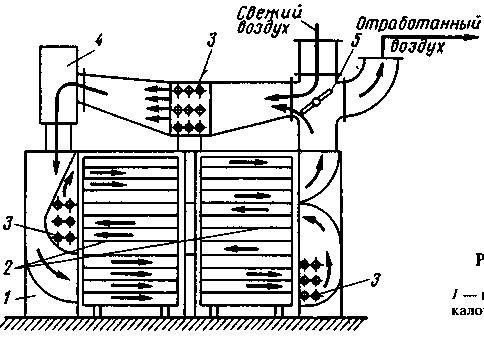 Свежий
воздух
Отработанный
воздух
4
3
5
3
2
1
3
Р
1 —
кало